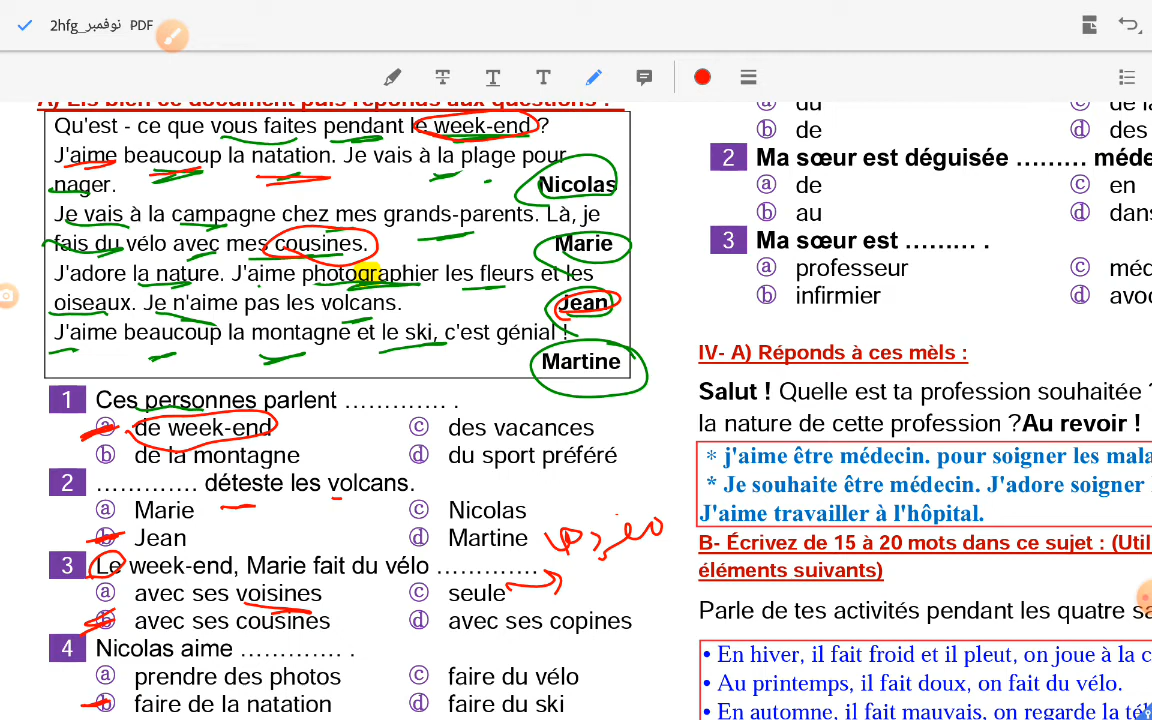 2hfg_نوفمبر PDF
A) Lis bien ce document puis réponds aux questions :
Qu'est - ce que vous faites pendant le week-end ?
J'aime beaucoup la natation. Je vais à la plage pour
nager.
Nicolas
Je vais à la campagne chez mes grands-parents. Là, je
fais du vélo avec mes cousines.
Marie
J'adore la nature. J'aime photographier les fleurs et les
oiseaux. Je n'aime pas les volcans.
Jean
J'aime beaucoup la montagne et le ski, c'est génial !
Martine
1 Ces personnes parlent …………. .
a de week-end
c des vacances
b de la montagne
d du sport préféré
2 …………. déteste les volcans.
a Marie
c Nicolas
b Jean
d Martine
3 Le week-end, Marie fait du vélo ………….
a avec ses voisines
c seule
b avec ses cousines
d avec ses copines
4 Nicolas aime …………. .
a prendre des photos
c faire du vélo
b faire de la natation
d faire du ski
a du
c de l
b de
d des
2 Ma sœur est déguisée ……… méde
a de
c en
b au
d dans
3 Ma sœur est ……… .
a professeur
c méd
b infirmier
d avoc
IV- A) Réponds à ces mèls :
Salut ! Quelle est ta profession souhaitée ?
la nature de cette profession ?Au revoir !
* j'aime être médecin. pour soigner les mala
* Je souhaite être médecin. J'adore soigner
J'aime travailler à l'hôpital.
B- Écrivez de 15 à 20 mots dans ce sujet : (Util
éléments suivants)
Parle de tes activités pendant les quatre sa
• En hiver, il fait froid et il pleut, on joue à la c
• Au printemps, il fait doux, on fait du vélo.
• En automne, il fait mauvais, on regarde la té